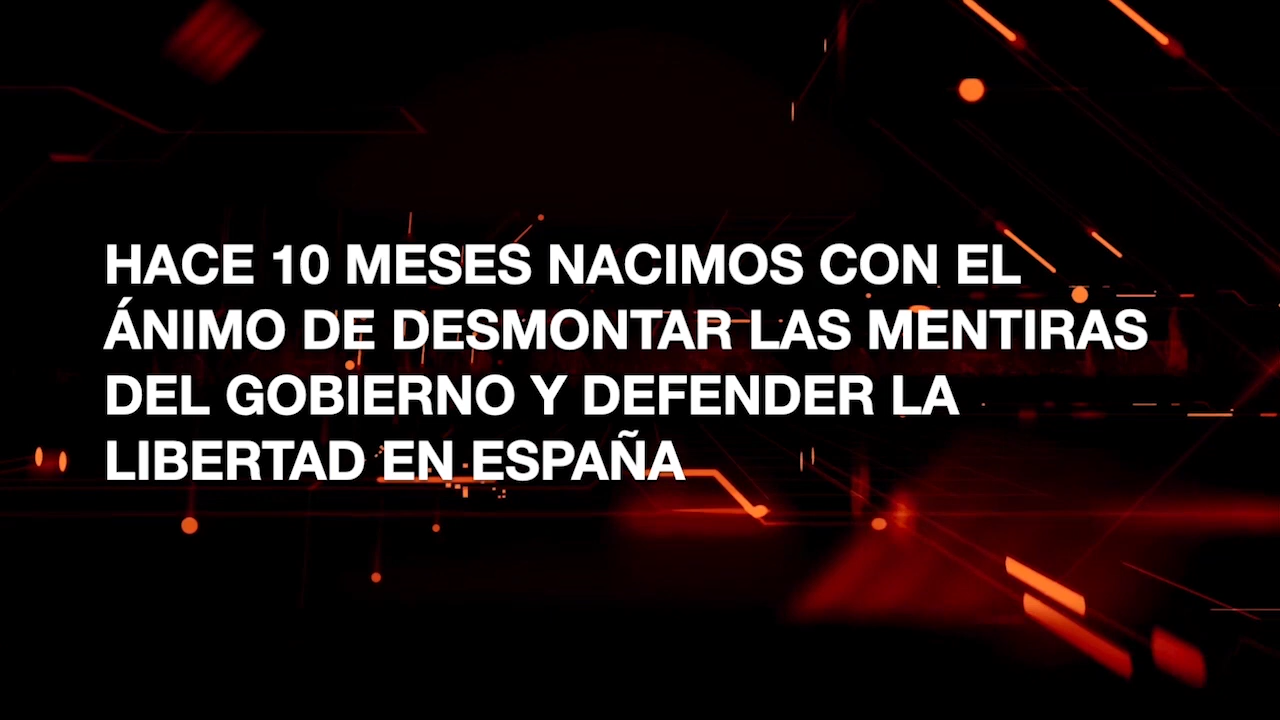 HACE 10 MESES NACIMOS CON EL
ÁNIMO DE DESMONTAR LAS MENTIRAS
DEL GOBIERNO Y DEFENDER LA
LIBERTAD EN ESPAÑA